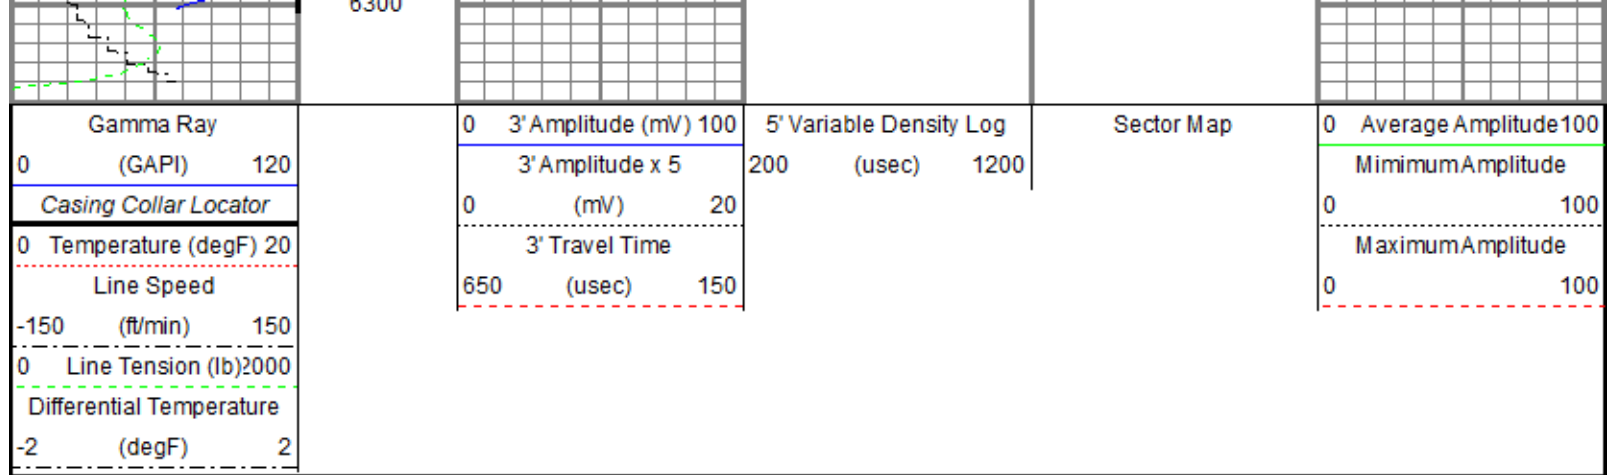 6300
Gamma Ray
0 (GAPI) 120
Casing Collar Locator
0 Temperature (degF) 20
Line Speed
-150 (ft/min) 150
0 Line Tension (lb) 2000
Differential Temperature
-2 (degF) 2
0 3' Amplitude (mV) 100
3' Amplitude x 5
0 (mV) 20
3' Travel Time
650 (usec) 150
5' Variable Density Log
200 (usec) 1200
Sector Map
0 Average Amplitude 100
Mimimum Amplitude
0 100
Maximum Amplitude
0 100